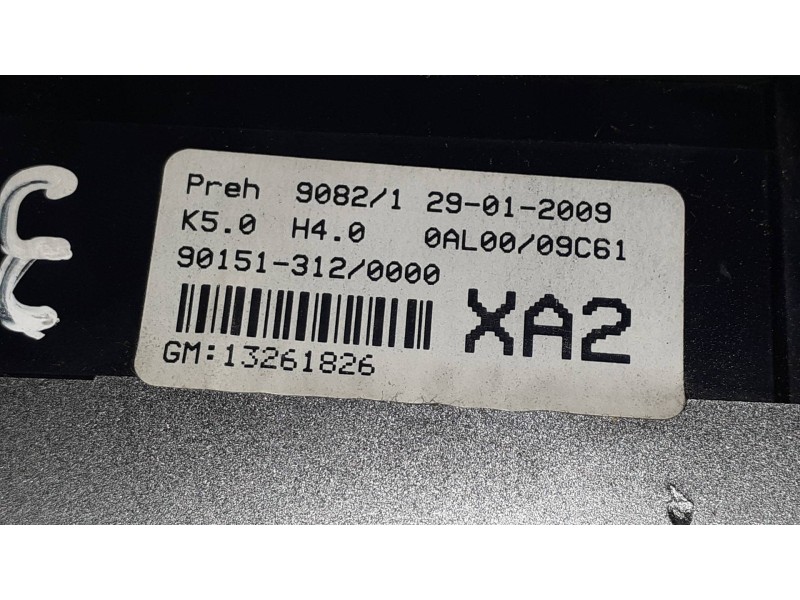 Preh 9082/1 29-01-2009
K5.0 H4.0 0AL00/09C61
90151-312/0000
XA2
GM:13261826